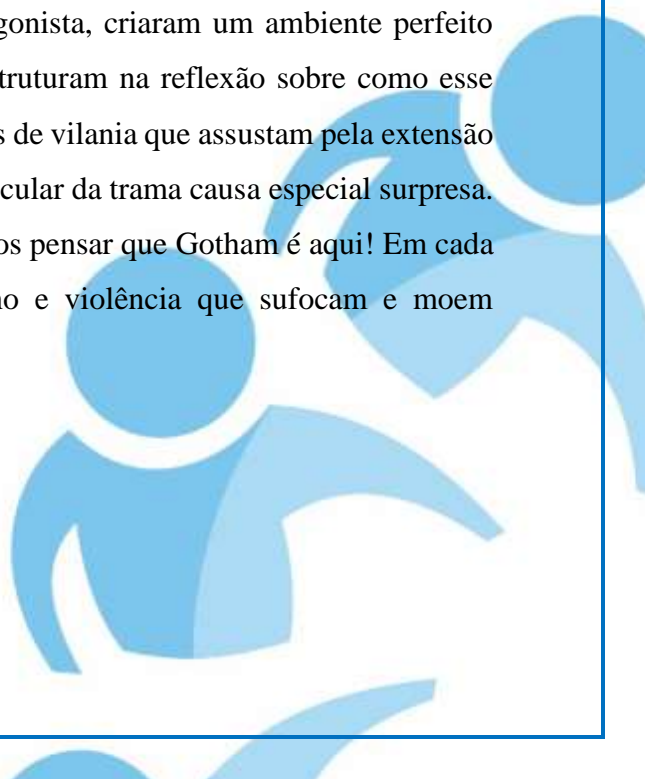 gonista, criaram um ambiente perfeito
truturam na reflexão sobre como esse
s de vilania que assustam pela extensão
cular da trama causa especial surpresa.
os pensar que Gotham é aqui! Em cada
no e violência que sufocam e moem